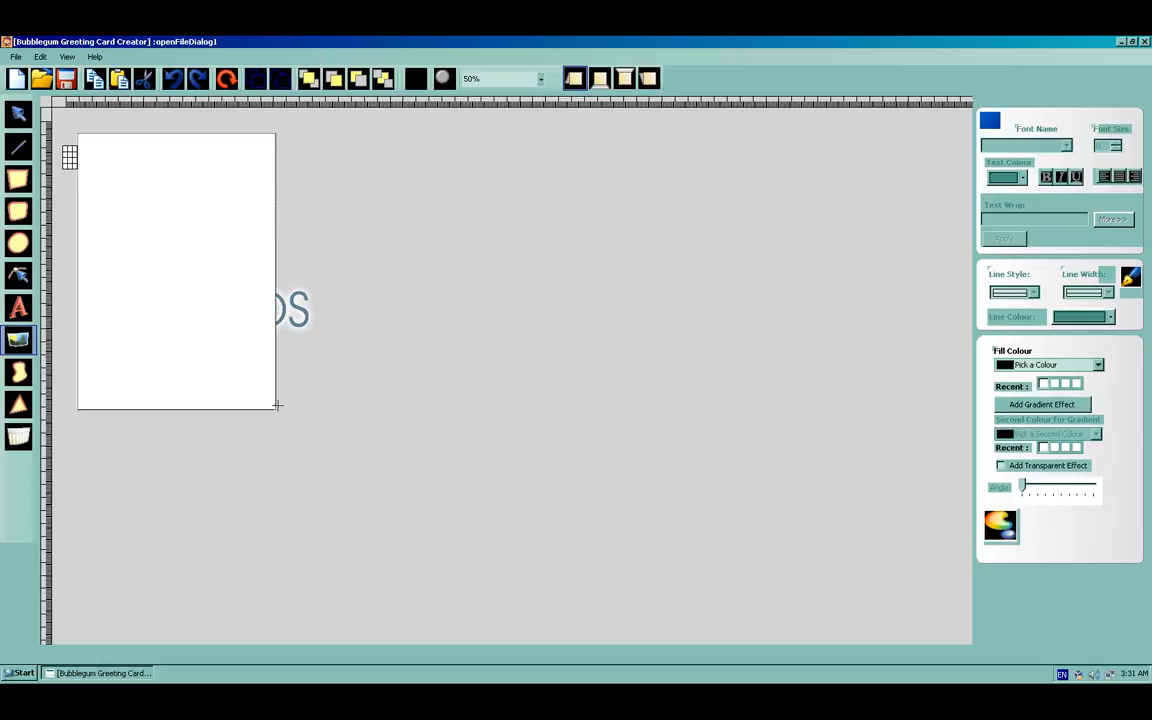 [Bubblegum Greeting Card Creator] :openFileDialog1
File Edit View Help
50%
Font Name Font Size
Text Colour
B I U
Text Wrap
More>>
Apply
Line Style: Line Width:
Line Colour:
Fill Colour
Pick a Colour
Recent :
Add Gradient Effect
Second Colour for Gradient
Pick a Second Colour
Recent :
Add Transparent Effect
Angle
A
OS
Start [Bubblegum Greeting Card... EN 3:31 AM